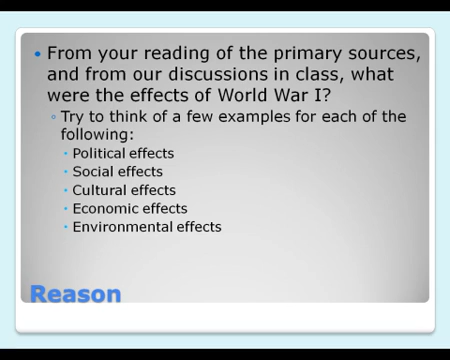 • From your reading of the primary sources,
and from our discussions in class, what
were the effects of World War I?
◦ Try to think of a few examples for each of the
following:
• Political effects
• Social effects
• Cultural effects
• Economic effects
• Environmental effects
Reason